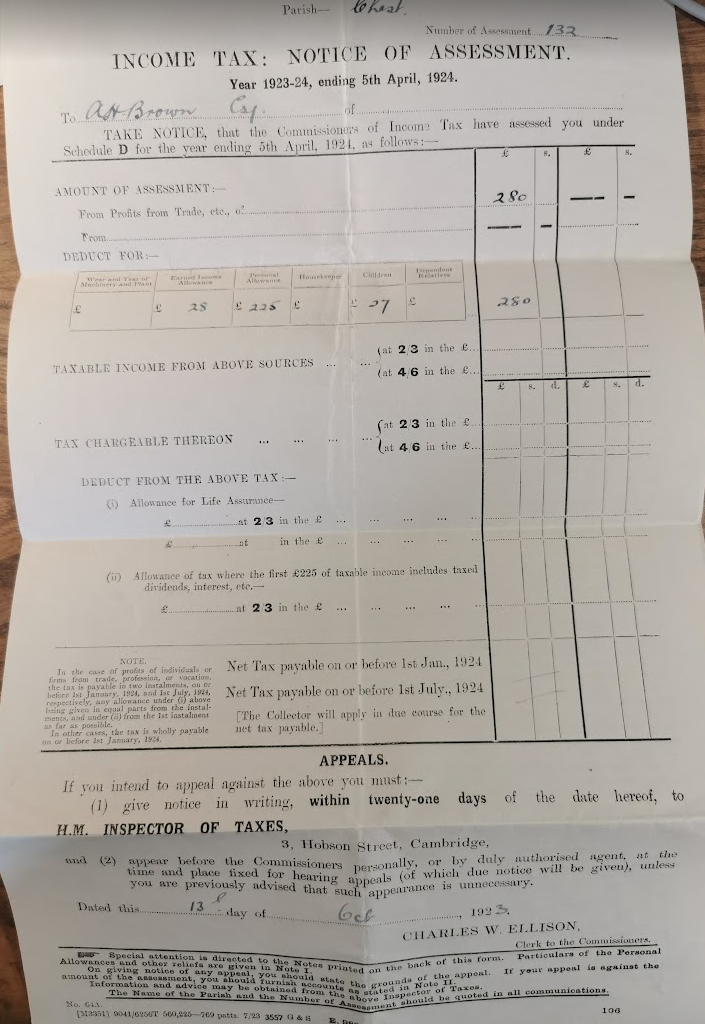 Parish— Chest.
Number of Assessment 132
INCOME TAX: NOTICE OF ASSESSMENT.
Year 1923-24, ending 5th April, 1924.
To A H Brown Esq. of
TAKE NOTICE, that the Commissioners of Income Tax have assessed you under
Schedule D for the year ending 5th April, 1924, as follows:—
£ s. £ s.
AMOUNT OF ASSESSMENT:—
From Profits from Trade, etc., of 280 — — –
From — — –
DEDUCT FOR:—
Wear and Tear of Machinery and Plant
Earned Income Allowance
Personal Allowance
Housekeeper
Children
Dependent Relatives
£ £ 28 £ 225 £ £ 27 £ 280
TAXABLE INCOME FROM ABOVE SOURCES ... ...
(at 2/3 in the £...
(at 4/6 in the £...
£ s. d. £ s. d.
TAX CHARGEABLE THEREON ... ... ... ...
(at 2/3 in the £...
(at 4/6 in the £...
DEDUCT FROM THE ABOVE TAX:—
(i) Allowance for Life Assurance—
£ at 2/3 in the £ ... ... ... ...
£ at in the £ ... ... ... ...
(ii) Allowance of tax where the first £225 of taxable income includes taxed
dividends, interest, etc.—
£ at 2/3 in the £ ... ... ... ...
NOTE.
In the case of profits of individuals or
firms from trade, profession, or vocation,
the tax is payable in two instalments, on or
before 1st January, 1924, and 1st July, 1924,
respectively, any allowance under (i) above
being given in equal parts from the instal-
ments, and under (ii) from the 1st instalment
as far as possible.
In other cases, the tax is wholly payable
on or before 1st January, 1924.
Net Tax payable on or before 1st Jan., 1924
Net Tax payable on or before 1st July., 1924
[The Collector will apply in due course for the
net tax payable.]
APPEALS.
If you intend to appeal against the above you must:—
(1) give notice in writing, within twenty-one days of the date hereof, to
H.M. INSPECTOR OF TAXES,
3, Hobson Street, Cambridge,
and (2) appear before the Commissioners personally, or by duly authorised agent, at the
time and place fixed for hearing appeals (of which due notice will be given), unless
you are previously advised that such appearance is unnecessary.
Dated this 13 day of Oct, 1923.
CHARLES W. ELLISON,
Clerk to the Commissioners.
Special attention is directed to the Notes printed on the back of this form. Particulars of the Personal
Allowances and other reliefs are given in Note I.
On giving notice of any appeal, you should state the grounds of the appeal. If your appeal is against the
amount of the assessment, you should furnish accounts as stated in Note II.
Information and advice may be obtained from the above Inspector of Taxes.
The Name of the Parish and the Number of Assessment should be quoted in all communications.
No. 64A.
[M3351] 9041/6256T 560,225—769 patts. 7/23 3557 G & S
106